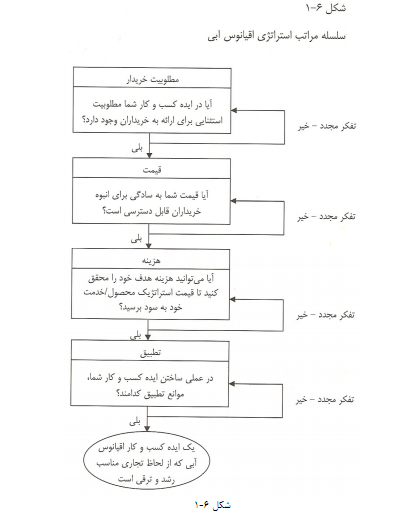 شکل ۶-۱
سلسله مراتب استراتژی اقیانوس ابی
مطلوبیت خریدار
آیا در ایده کسب و کار شما مطلوبیت
استثنایی برای ارائه به خریداران وجود دارد؟
تفکر مجدد – خیر
بلی
قیمت
آیا قیمت شما به سادگی برای انبوه
خریداران قابل دسترسی است؟
تفکر مجدد – خیر
بلی
هزینه
آیا می‌توانید هزینه هدف خود را محقق
کنید تا قیمت استراتژیک محصول/خدمت
خود به سود برسید؟
تفکر مجدد – خیر
بلی
تطبیق
در عملی ساختن ایده کسب و کار شما،
موانع تطبیق کدامند؟
تفکر مجدد – خیر
بلی
یک ایده کسب و کار اقیانوس
آبی که از لحاظ تجاری مناسب
رشد و ترقی است
شکل ۶-۱